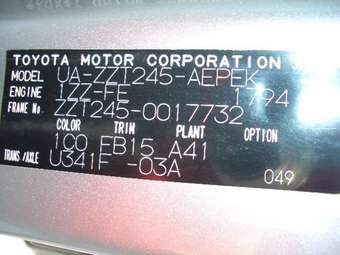 TOYOTA MOTOR CORPORATION
MODEL UA-ZZT245-AEPEK
ENGINE 1ZZ-FE 1794
FRAME No ZZT245-0017732
COLOR TRIM PLANT OPTION
1C0 FB15 A41
TRANS/AXLE U341F -03A
049